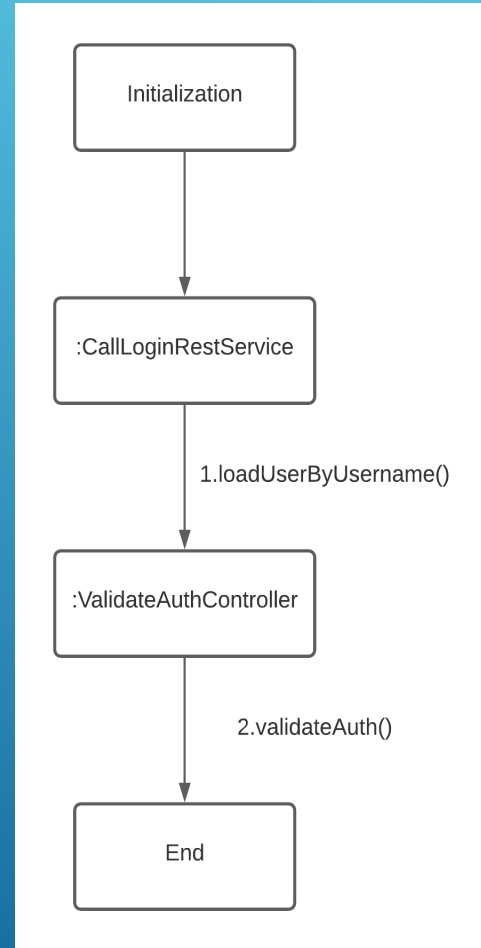 Initialization
:CallLoginRestService
1.loadUserByUsername()
:ValidateAuthController
2.validateAuth()
End